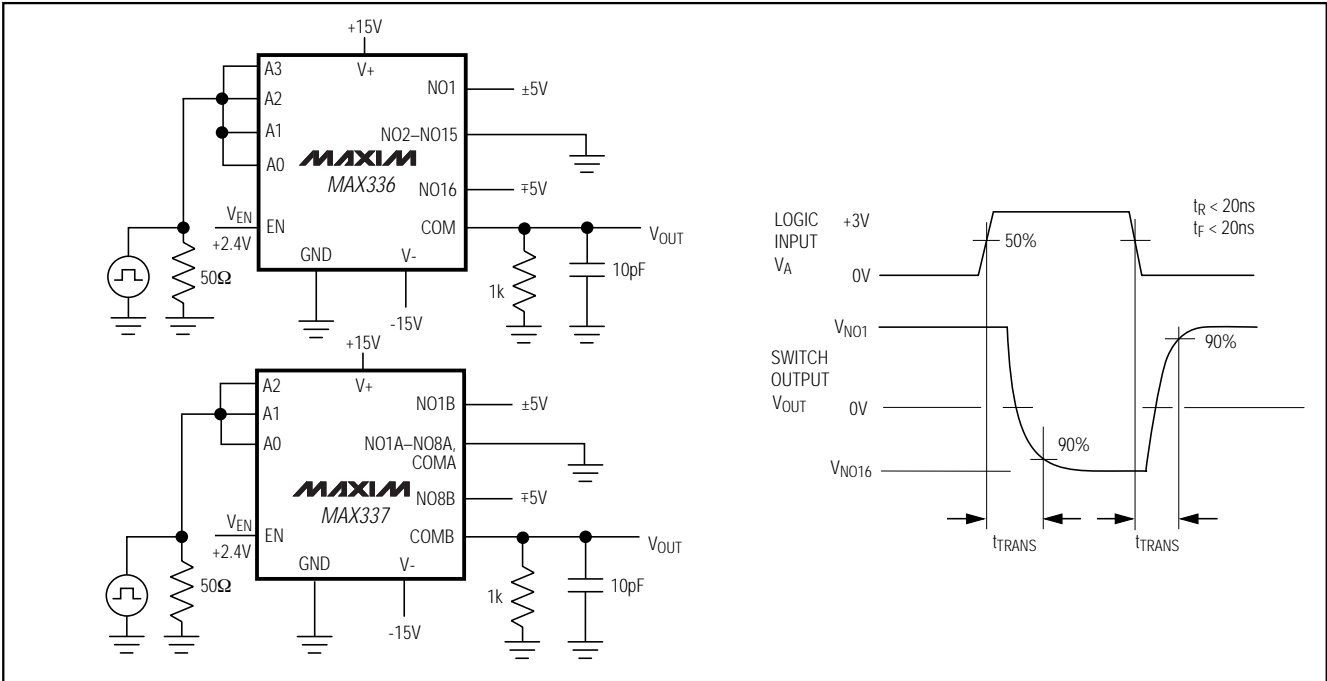 +15V
V+
A3
A2
A1
A0
NO1
±5V
NO2–NO15
MAXIM
MAX336
NO16
∓5V
VEN
+2.4V
EN
COM
VOUT
GND
V-
50Ω
1k
10pF
-15V
+15V
V+
A2
A1
A0
NO1B
±5V
NO1A–NO8A,
COMA
MAXIM
MAX337
NO8B
∓5V
VEN
+2.4V
EN
COMB
VOUT
GND
V-
50Ω
1k
10pF
-15V
LOGIC
INPUT
VA
+3V
0V
50%
tR < 20ns
tF < 20ns
VNO1
SWITCH
OUTPUT
VOUT
0V
VNO16
90%
90%
tTRANS
tTRANS